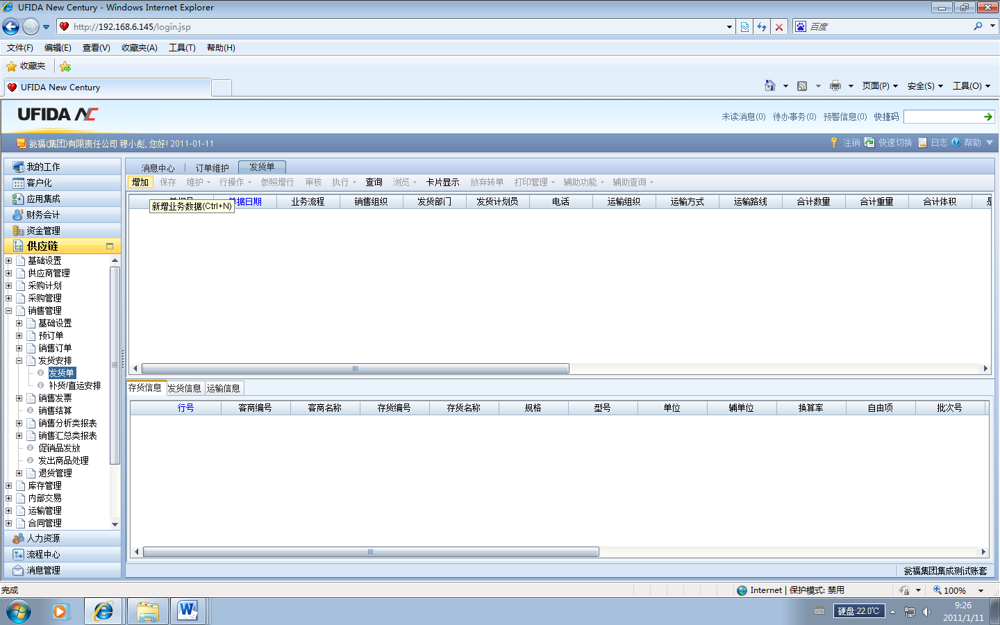 UFIDA New Century - Windows Internet Explorer
http://192.168.6.145/login.jsp
百度
文件(F) 编辑(E) 查看(V) 收藏夹(A) 工具(T) 帮助(H)
收藏夹
UFIDA New Century
页面(P) 安全(S) 工具(O)
UFIDA NC
未读消息(0) 待办事务(0) 预警信息(0) 快捷码
瓮福(集团)有限责任公司 穆小彪, 您好! 2011-01-11
注销 快速切换 日志 帮助
我的工作
客户化
应用集成
财务会计
资金管理
供应链
基础设置
供应商管理
采购计划
采购管理
销售管理
基础设置
预订单
销售订单
发货安排
发货单
补货/直运安排
销售发票
销售结算
销售分析类报表
销售汇总类报表
促销品发放
发出商品处理
退货管理
库存管理
内部交易
运输管理
合同管理
人力资源
流程中心
消息管理
消息中心 订单维护 发货单
增加 保存 维护 行操作 参照增行 审核 执行 查询 浏览 卡片显示 放弃转单 打印管理 辅助功能 辅助查询
单据日期 业务流程 销售组织 发货部门 发货计划员 电话 运输组织 运输方式 运输路线 合计数量 合计重量 合计体积
新增业务数据(Ctrl+N)
存货信息 发货信息 运输信息
行号 客商编号 客商名称 存货编号 存货名称 规格 型号 单位 辅单位 换算率 自由项 批次号
瓮福集团集成测试账套
完成
Internet | 保护模式: 禁用
100%
硬盘:22.0℃
9:26
2011/1/11